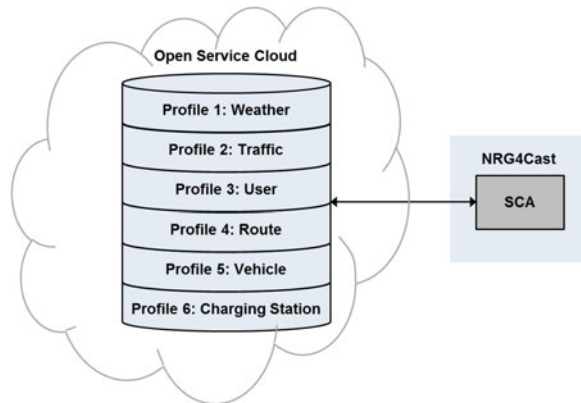 Open Service Cloud
Profile 1: Weather
Profile 2: Traffic
Profile 3: User
Profile 4: Route
Profile 5: Vehicle
Profile 6: Charging Station
NRG4Cast
SCA